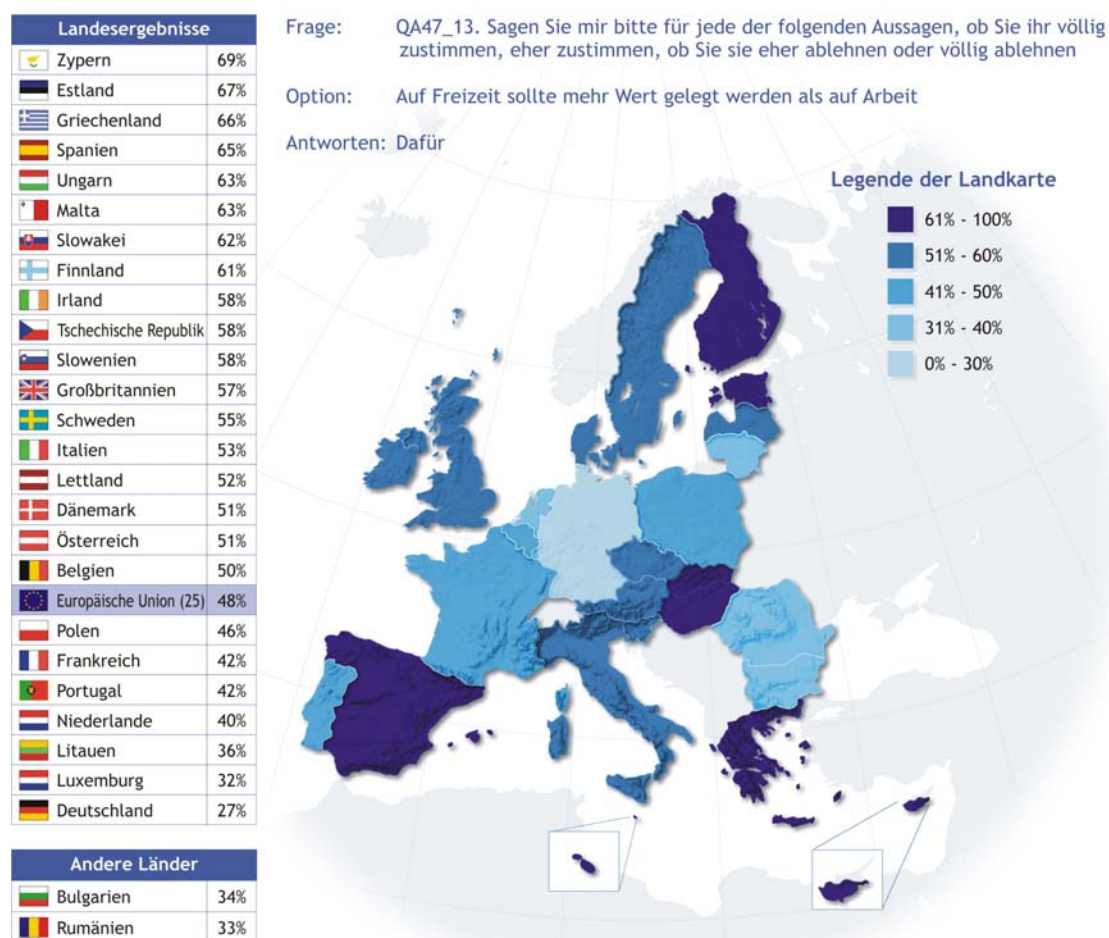 Landesergebnisse
Zypern 69%
Estland 67%
Griechenland 66%
Spanien 65%
Ungarn 63%
Malta 63%
Slowakei 62%
Finnland 61%
Irland 58%
Tschechische Republik 58%
Slowenien 58%
Großbritannien 57%
Schweden 55%
Italien 53%
Lettland 52%
Dänemark 51%
Österreich 51%
Belgien 50%
Europäische Union (25) 48%
Polen 46%
Frankreich 42%
Portugal 42%
Niederlande 40%
Litauen 36%
Luxemburg 32%
Deutschland 27%
Andere Länder
Bulgarien 34%
Rumänien 33%
Frage: QA47_13. Sagen Sie mir bitte für jede der folgenden Aussagen, ob Sie ihr völlig
zustimmen, eher zustimmen, ob Sie sie eher ablehnen oder völlig ablehnen
Option: Auf Freizeit sollte mehr Wert gelegt werden als auf Arbeit
Antworten: Dafür
Legende der Landkarte
61% - 100%
51% - 60%
41% - 50%
31% - 40%
0% - 30%